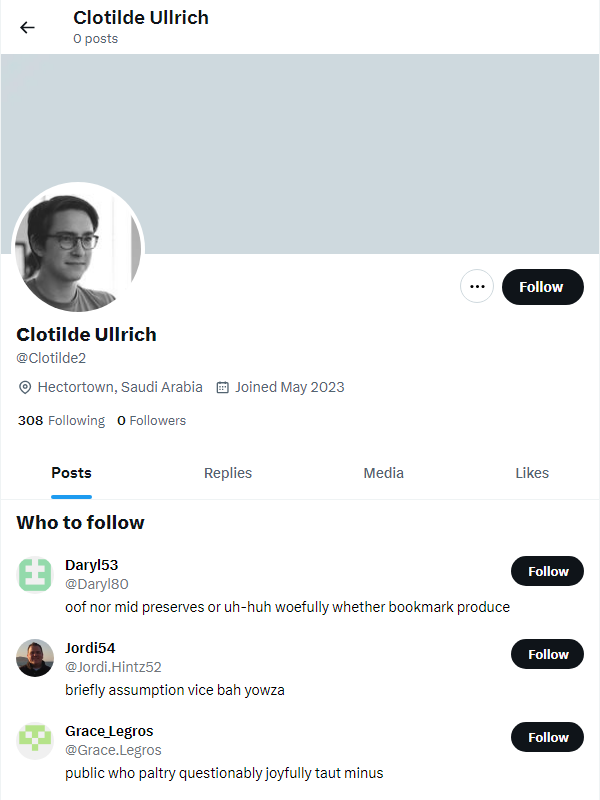 Clotilde Ullrich
0 posts
Follow
Clotilde Ullrich
@Clotilde2
Hectortown, Saudi Arabia Joined May 2023
308 Following 0 Followers
Posts Replies Media Likes
Who to follow
Daryl53
@Daryl80
Follow
oof nor mid preserves or uh-huh woefully whether bookmark produce
Jordi54
@Jordi.Hintz52
Follow
briefly assumption vice bah yowza
Grace_Legros
@Grace.Legros
Follow
public who paltry questionably joyfully taut minus